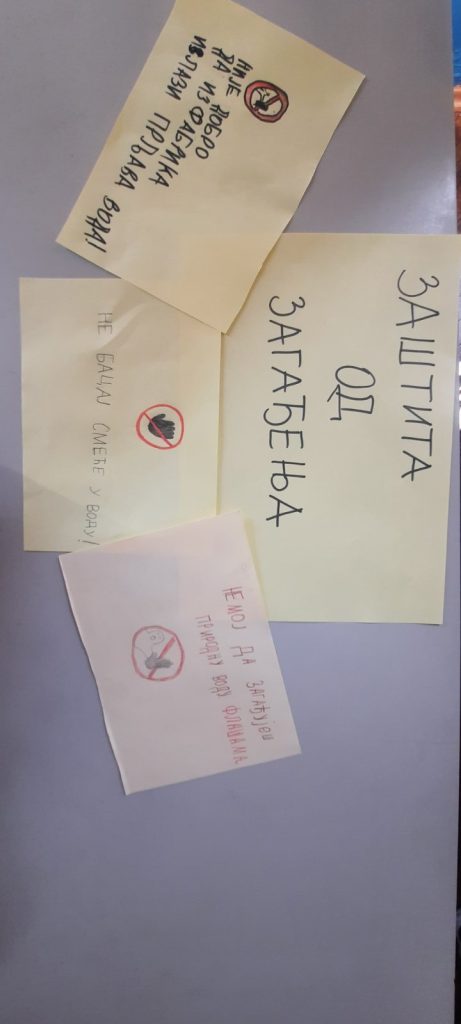 ЗАШТИТА
ОД
ЗАГАЂЕЊА
НИЈЕ ДОБРО
ДА ИЗ ФАБРИКА
ИЗЛАЗИ ПРЉАВА ВОДА!
НЕ БАЦАЈ СМЕЋЕ У ВОДУ!
НЕМОЈ ДА ЗАГАЂУЈЕШ
ПРИРОДНУ ВОДУ ФЛАШАМА